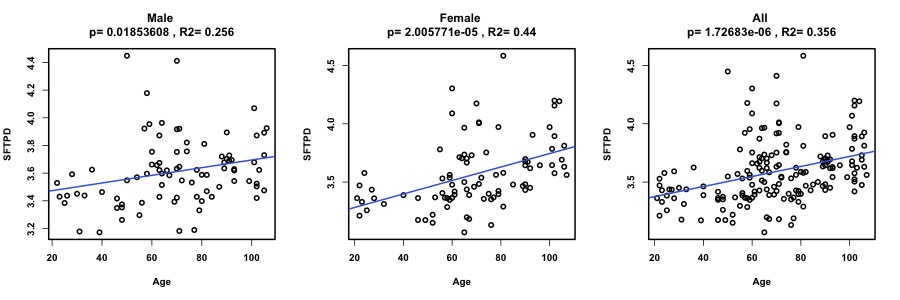 Male
p= 0.01853608 , R2= 0.256
SFTPD
4.4
4.2
4.0
3.8
3.6
3.4
3.2
20 40 60 80 100
Age
Female
p= 2.005771e-05 , R2= 0.44
SFTPD
4.5
4.0
3.5
20 40 60 80 100
Age
All
p= 1.72683e-06 , R2= 0.356
SFTPD
4.5
4.0
3.5
20 40 60 80 100
Age